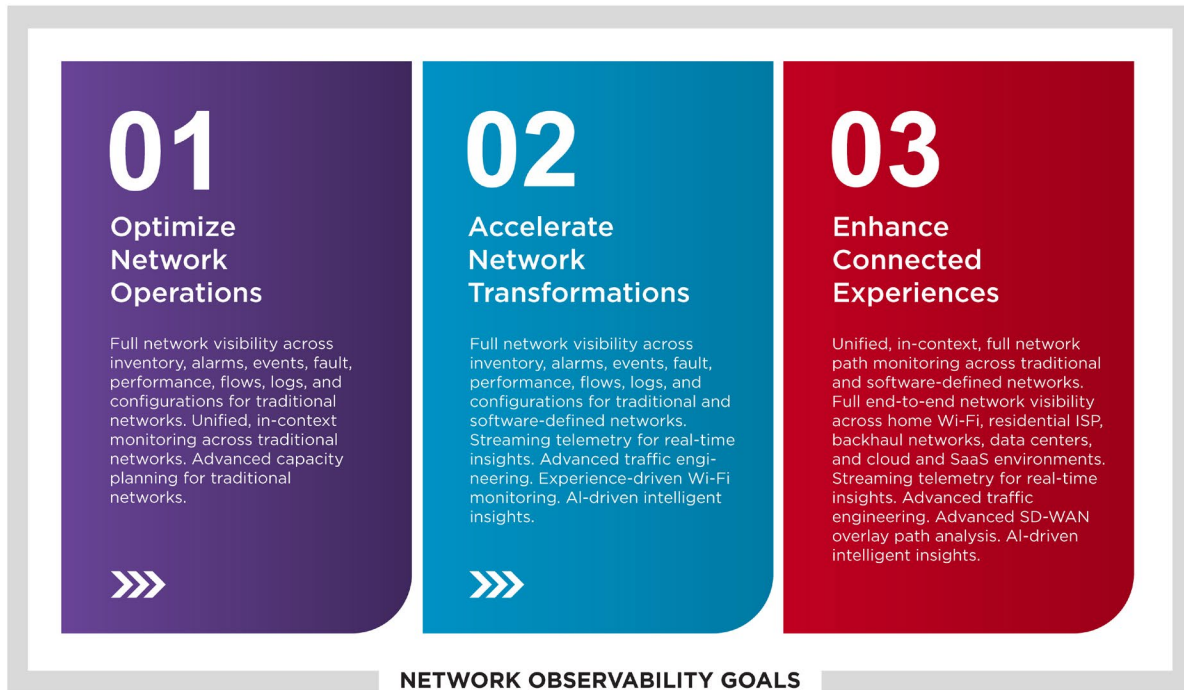 01
Optimize
Network
Operations
Full network visibility across
inventory, alarms, events, fault,
performance, flows, logs, and
configurations for traditional
networks. Unified, in-context
monitoring across traditional
networks. Advanced capacity
planning for traditional
networks.
02
Accelerate
Network
Transformations
Full network visibility across
inventory, alarms, events, fault,
performance, flows, logs, and
configurations for traditional and
software-defined networks.
Streaming telemetry for real-time
insights. Advanced traffic engi-
neering. Experience-driven Wi-Fi
monitoring. AI-driven intelligent
insights.
03
Enhance
Connected
Experiences
Unified, in-context, full network
path monitoring across traditional
and software-defined networks.
Full end-to-end network visibility
across home Wi-Fi, residential ISP,
backhaul networks, data centers,
and cloud and SaaS environments.
Streaming telemetry for real-time
insights. Advanced traffic
engineering. Advanced SD-WAN
overlay path analysis. AI-driven
intelligent insights.
NETWORK OBSERVABILITY GOALS